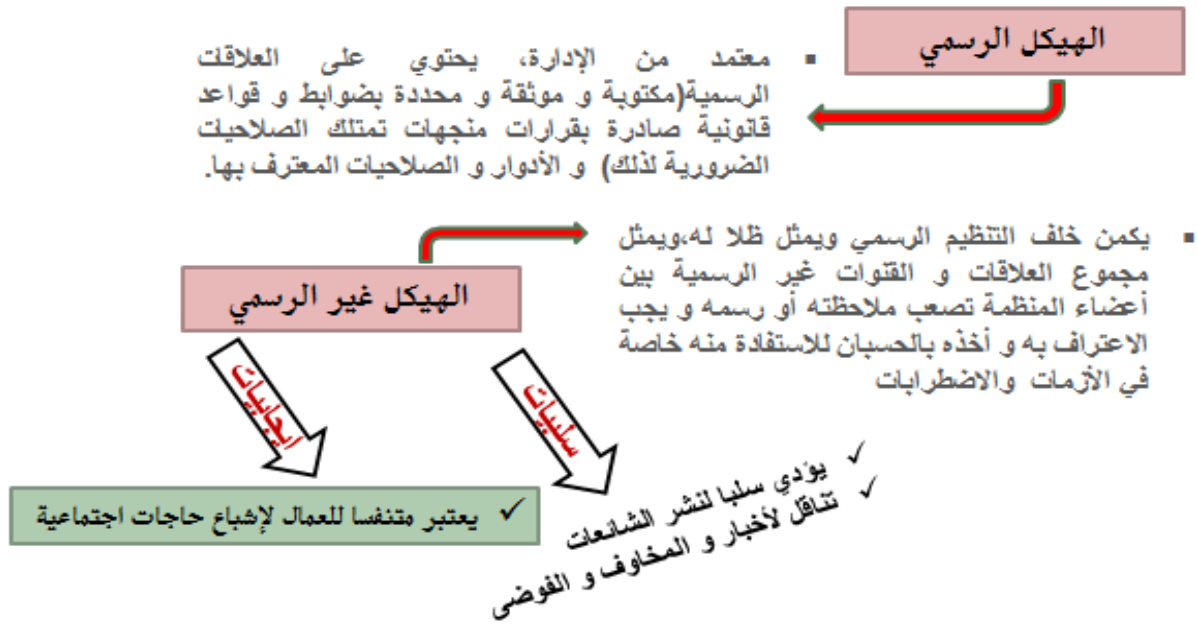 الهيكل الرسمي
▪ معتمد من الإدارة، يحتوي على العلاقات
الرسمية(مكتوبة و موثقة و محددة بضوابط و قواعد
قانونية صادرة بقرارات منجهات تمتلك الصلاحيات
الضرورية لذلك) و الأدوار و الصلاحيات المعترف بها.
▪ يكمن خلف التنظيم الرسمي ويمثل ظلا له،ويمثل
مجموع العلاقات و القنوات غير الرسمية بين
أعضاء المنظمة تصعب ملاحظته أو رسمه و يجب
الاعتراف به و أخذه بالحسبان للاستفادة منه خاصة
في الأزمات والاضطرابات
الهيكل غير الرسمي
سلبيات
ايجابيات
✓ يؤدي سلبا لنشر الشائعات
✓ تناقل لأخبار و المخاوف و الفوضى
✓ يعتبر متنفسا للعمال لإشباع حاجات اجتماعية